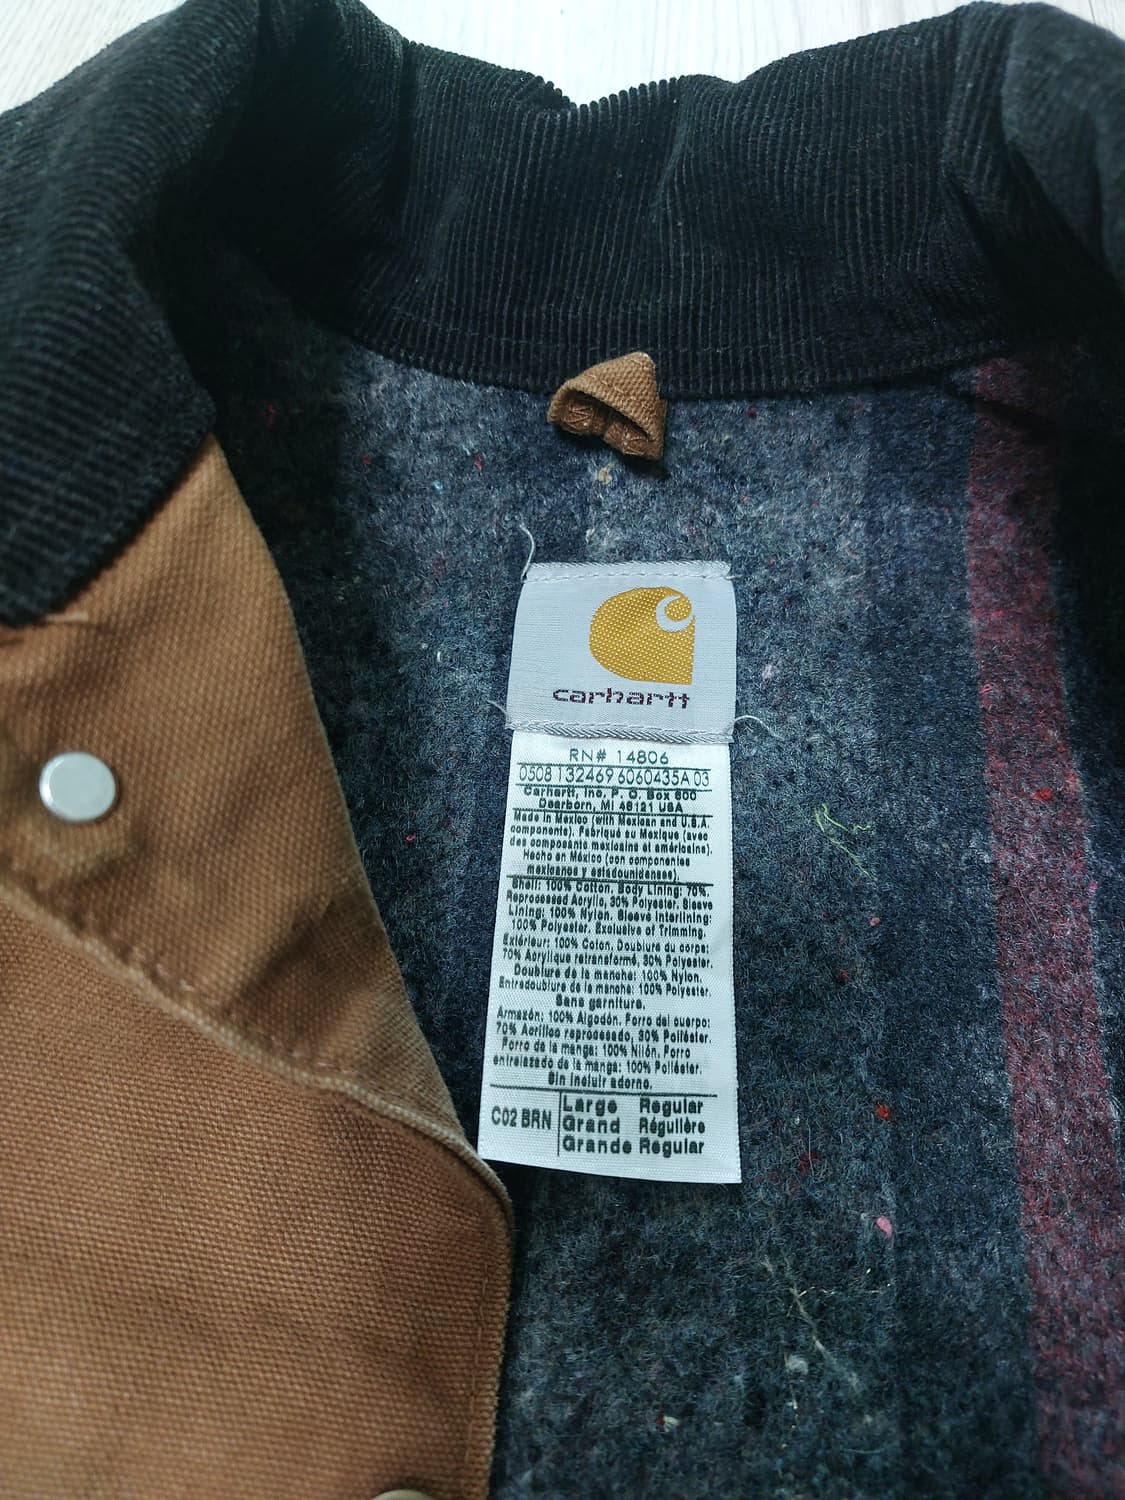 carhartt
RN# 14806
0508 132469 6060435A 03
Carhartt, Inc. P. O. Box 600
Dearborn, MI 48121 USA
Made in Mexico (with Mexican and U.S.A.
components). Fabriqué au Mexique (avec
des composants mexicains et américains).
Hecho en México (con componentes
mexicanos y estadounidenses).
Shell: 100% Cotton, Body Lining: 70%
Reprocessed Acrylic, 30% Polyester, Sleeve
Lining: 100% Nylon, Sleeve Interlining:
100% Polyester, Exclusive of Trimming.
Extérieur: 100% Coton, Doublure du corps:
70% Acrylique retransformé, 30% Polyester.
Doublure de la manche: 100% Nylon.
Entredoublure de la manche: 100% Polyester.
Sans garniture.
Armazón: 100% Algodón, Forro del cuerpo:
70% Acrílico reprocesado, 30% Poliéster.
Forro de la manga: 100% Nilón, Forro
entrelazado de la manga: 100% Poliéster.
Sin incluir adorno.
C02 BRN
Large Regular
Grand Régulière
Grande Regular